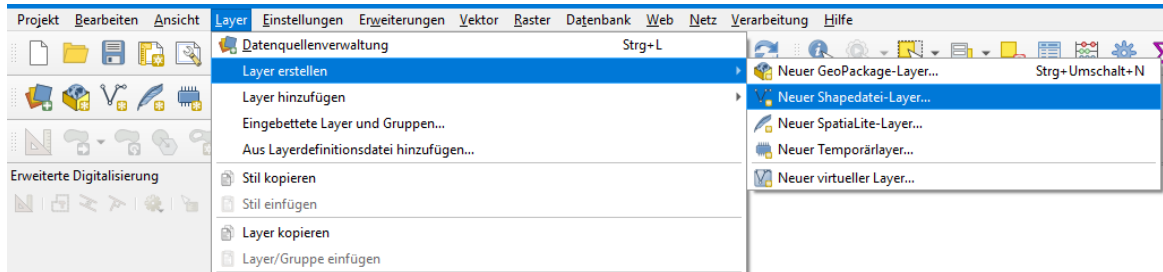 Projekt Bearbeiten Ansicht Layer Einstellungen Erweiterungen Vektor Raster Datenbank Web Netz Verarbeitung Hilfe
Datenquellenverwaltung Strg+L
Layer erstellen
Neuer GeoPackage-Layer... Strg+Umschalt+N
Layer hinzufügen
Neuer Shapedatei-Layer...
Eingebettete Layer und Gruppen...
Neuer SpatiaLite-Layer...
Aus Layerdefinitionsdatei hinzufügen...
Neuer Temporärlayer...
Erweiterte Digitalisierung
Stil kopieren
Neuer virtueller Layer...
Stil einfügen
Layer kopieren
Layer/Gruppe einfügen